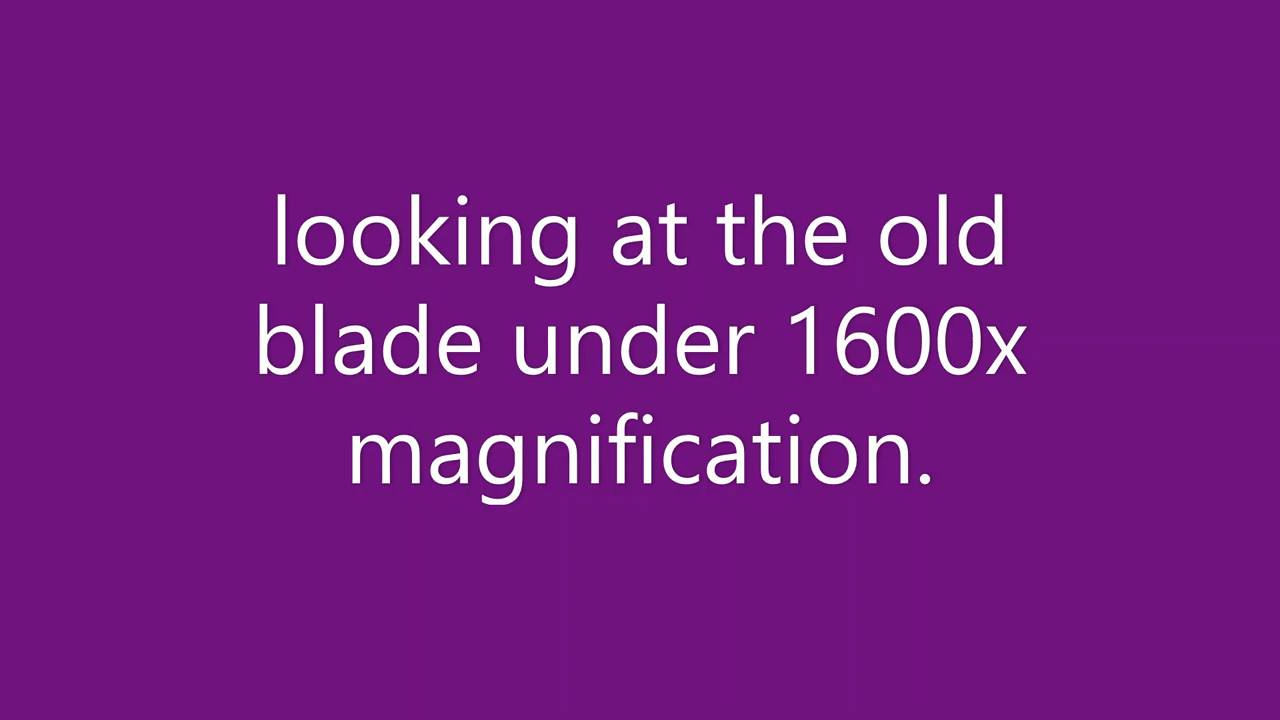 looking at the old
blade under 1600x
magnification.